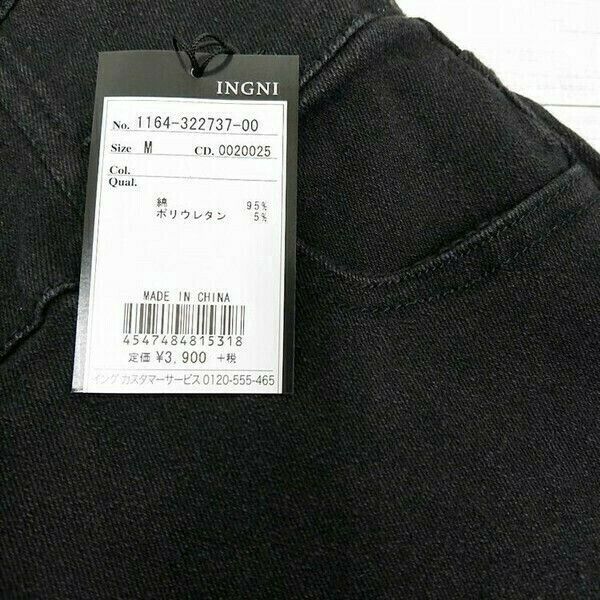 INGNI
No. 1164-322737-00
Size M CD. 0020025
Col.
Qual.
綿 95%
ポリウレタン 5%
MADE IN CHINA
4547484815318
定価 ¥3,900 +税
イング カスタマーサービス 0120-555-465